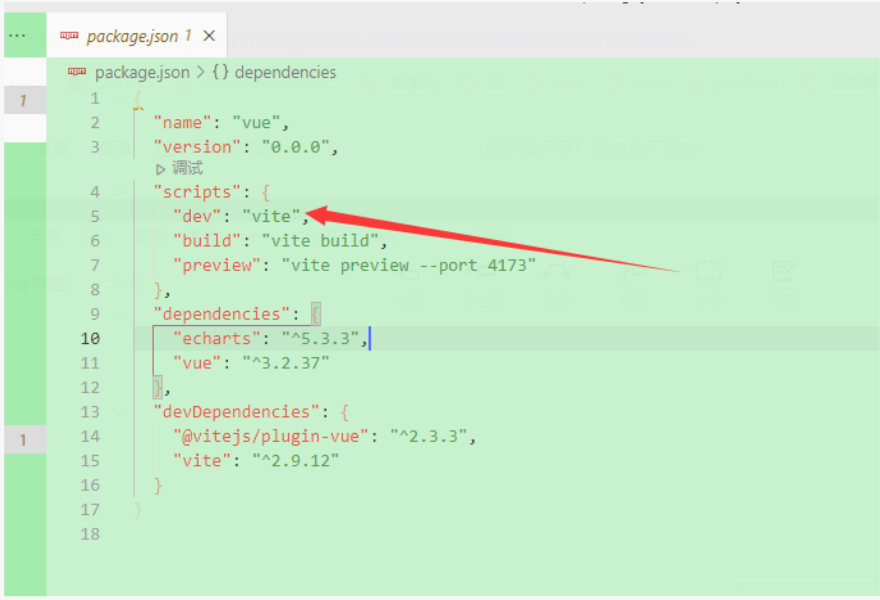 package.json 1 ×
package.json > {} dependencies
1
1
1 {
2 "name": "vue",
3 "version": "0.0.0",
调试
4 "scripts": {
5 "dev": "vite",
6 "build": "vite build",
7 "preview": "vite preview --port 4173"
8 },
9 "dependencies": {
10 "echarts": "^5.3.3",
11 "vue": "^3.2.37"
12 },
13 "devDependencies": {
14 "@vitejs/plugin-vue": "^2.3.3",
15 "vite": "^2.9.12"
16 }
17 }
18